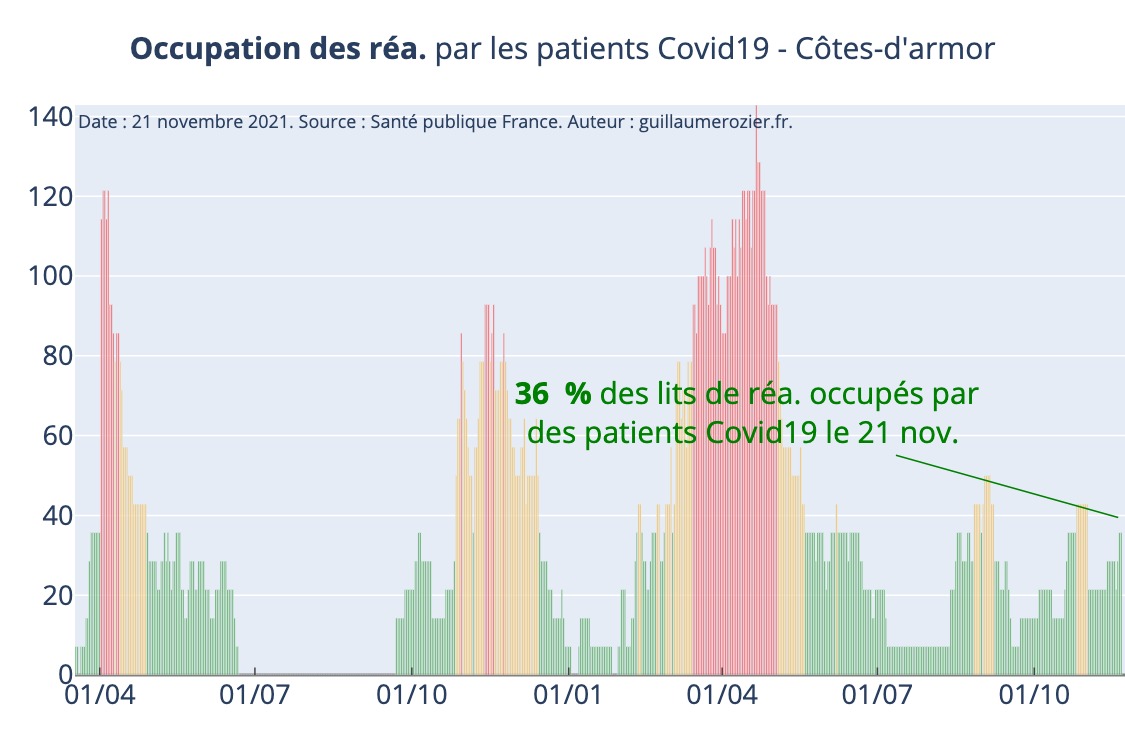 Occupation des réa. par les patients Covid19 - Côtes-d'armor
140
Date : 21 novembre 2021. Source : Santé publique France. Auteur : guillaumerozier.fr.
120
100
80
36 % des lits de réa. occupés par
des patients Covid19 le 21 nov.
60
40
20
0
01/04 01/07 01/10 01/01 01/04 01/07 01/10